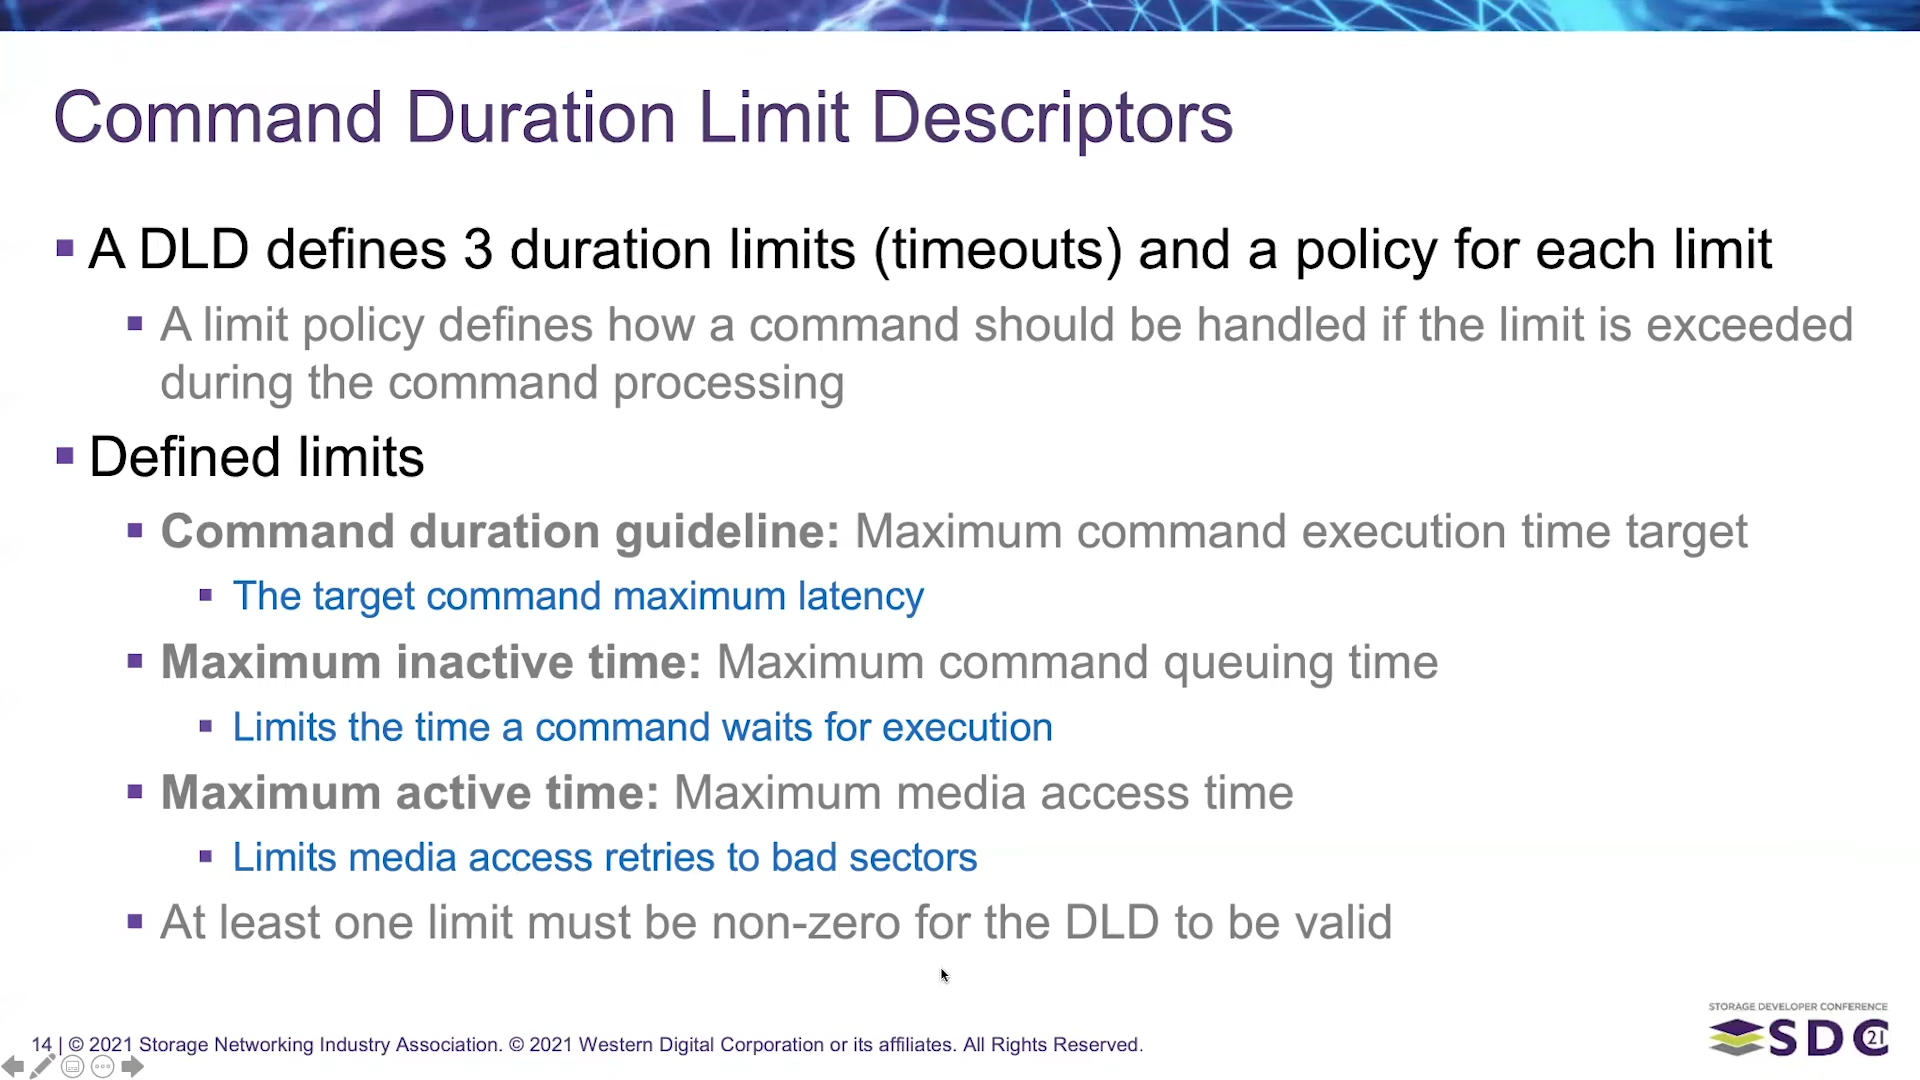 Command Duration Limit Descriptors
A DLD defines 3 duration limits (timeouts) and a policy for each limit
A limit policy defines how a command should be handled if the limit is exceeded
during the command processing
Defined limits
Command duration guideline: Maximum command execution time target
The target command maximum latency
Maximum inactive time: Maximum command queuing time
Limits the time a command waits for execution
Maximum active time: Maximum media access time
Limits media access retries to bad sectors
At least one limit must be non-zero for the DLD to be valid
STORAGE DEVELOPER CONFERENCE
SDC 21
14 | © 2021 Storage Networking Industry Association. © 2021 Western Digital Corporation or its affiliates. All Rights Reserved.